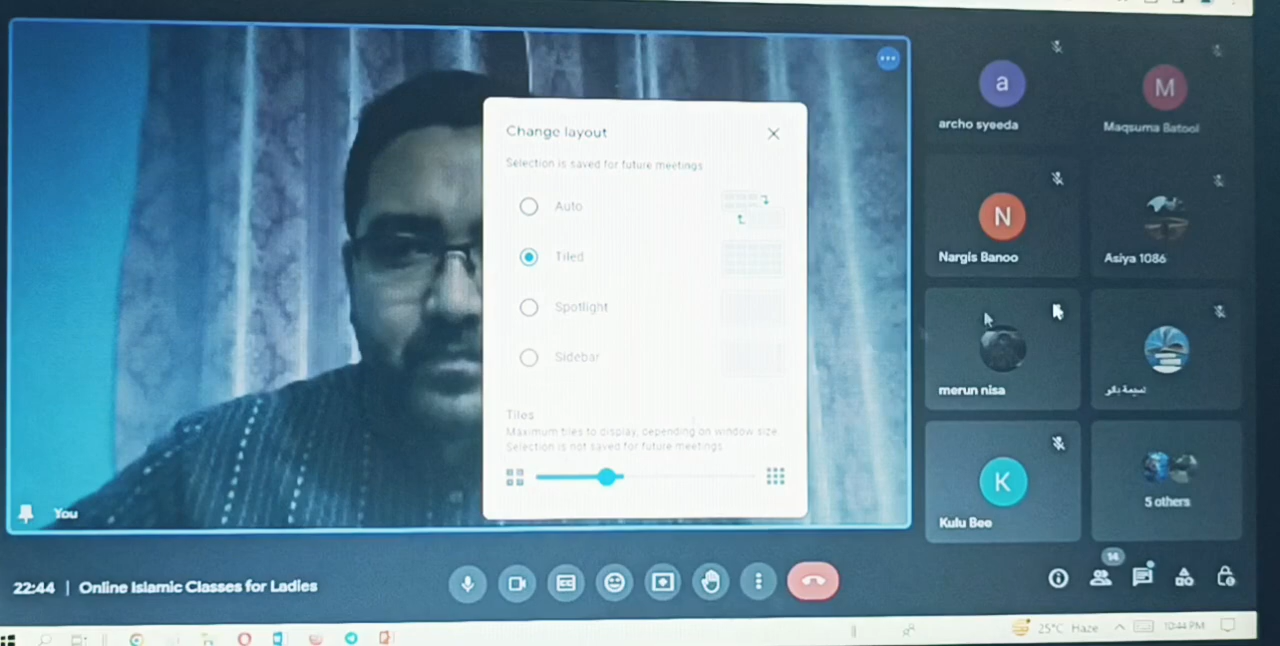 a
archo syeeda
M
Maqsuma Batool
Change layout
Selection is saved for future meetings
Auto
Tiled
Spotlight
Sidebar
Tiles
Maximum tiles to display, depending on window size.
Selection is not saved for future meetings
N
Nargis Banoo
Asiya 1086
merun nisa
نسیمة بانو
K
Kulu Bee
5 others
You
22:44 | Online Islamic Classes for Ladies
14
25°C Haze
10:44 PM